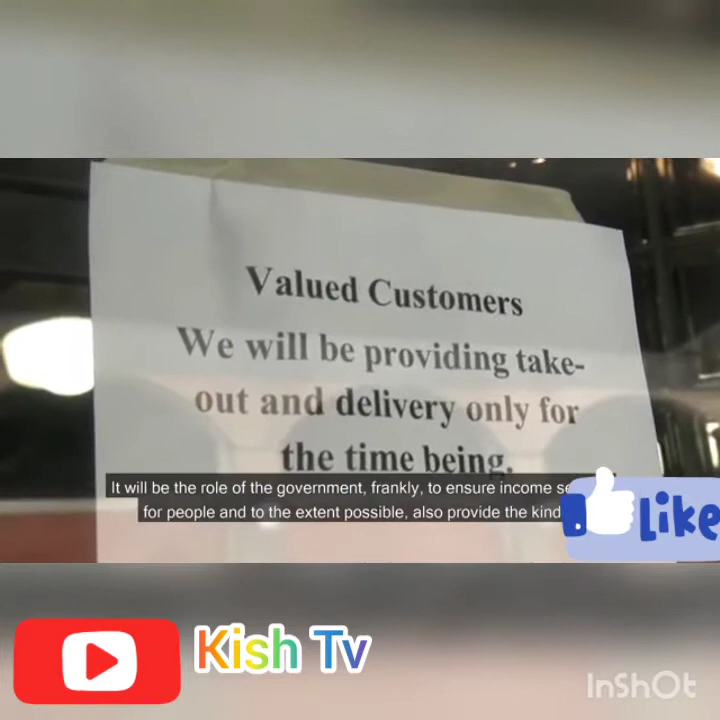 Valued Customers
We will be providing take-
out and delivery only for
the time being.
It will be the role of the government, frankly, to ensure income
for people and to the extent possible, also provide the kind
Like
Kish Tv
InShOt